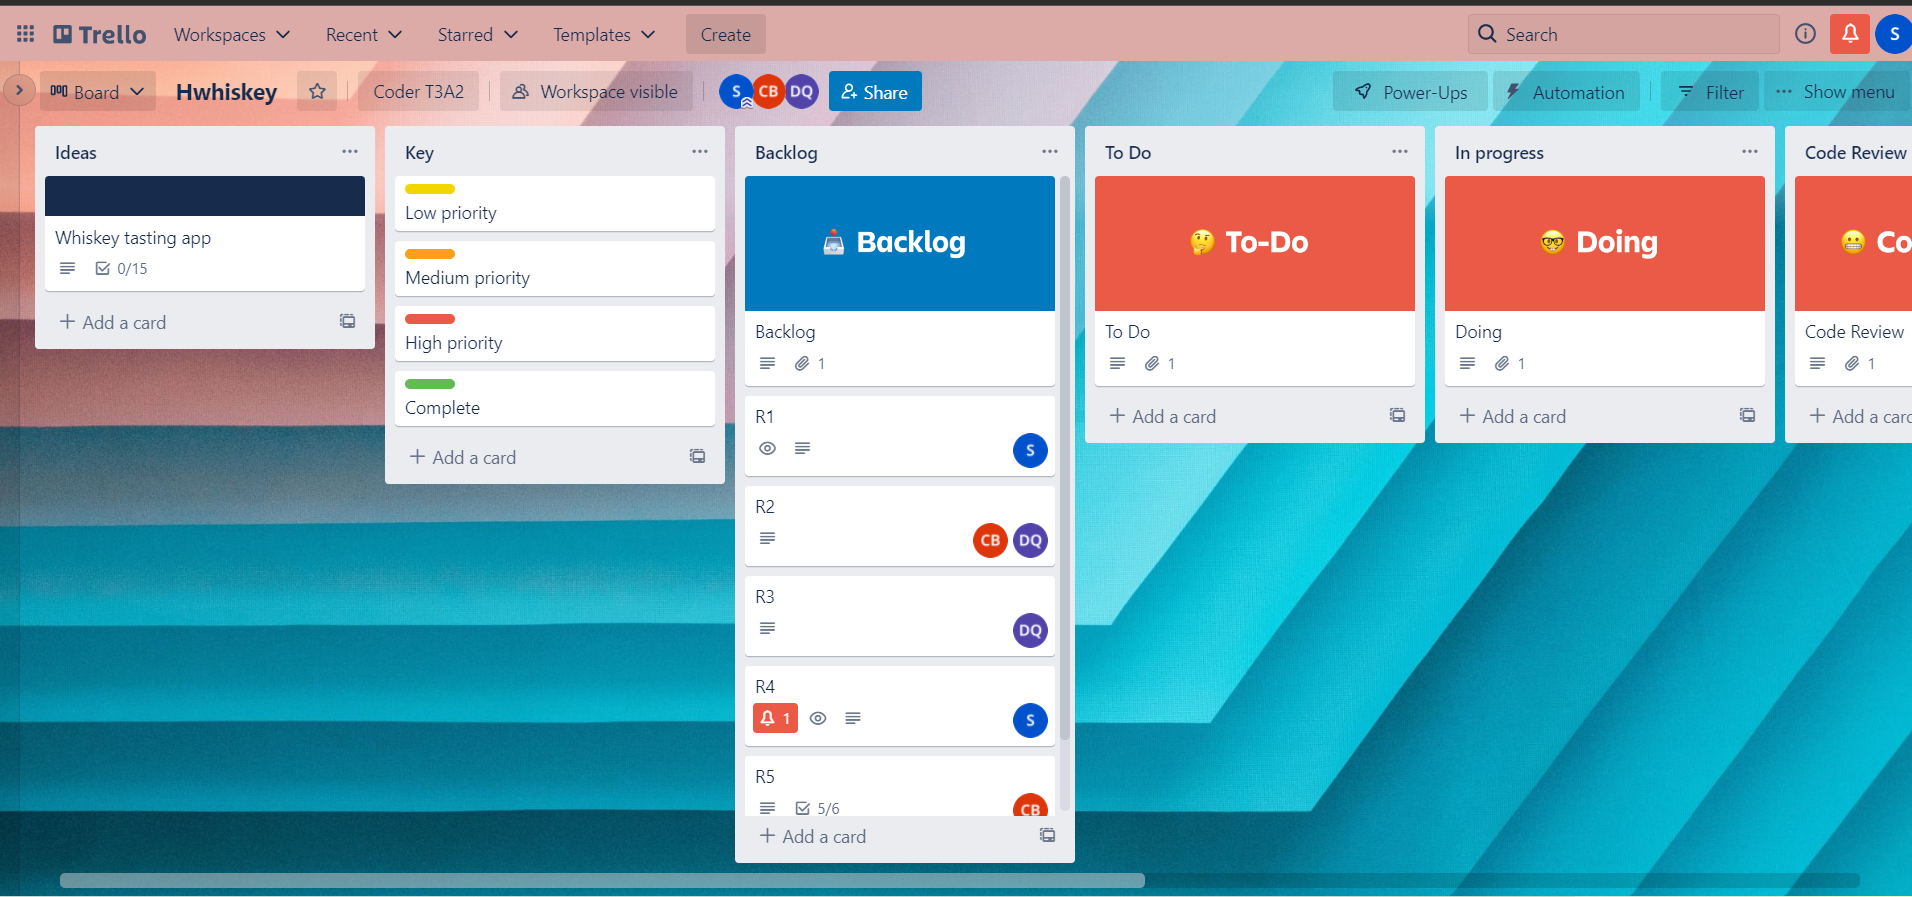 Trello Workspaces Recent Starred Templates Create Search S
Board Hwhiskey Coder T3A2 Workspace visible S CB DQ Share Power-Ups Automation Filter Show menu
Ideas
Whiskey tasting app
0/15
Add a card
Key
Low priority
Medium priority
High priority
Complete
Add a card
Backlog
Backlog
Backlog
1
R1
S
R2
CB DQ
R3
DQ
R4
1 S
R5
5/6 CB
Add a card
To Do
To-Do
To Do
1
Add a card
In progress
Doing
Doing
1
Add a card
Code Review
Co
Code Review
1
Add a card